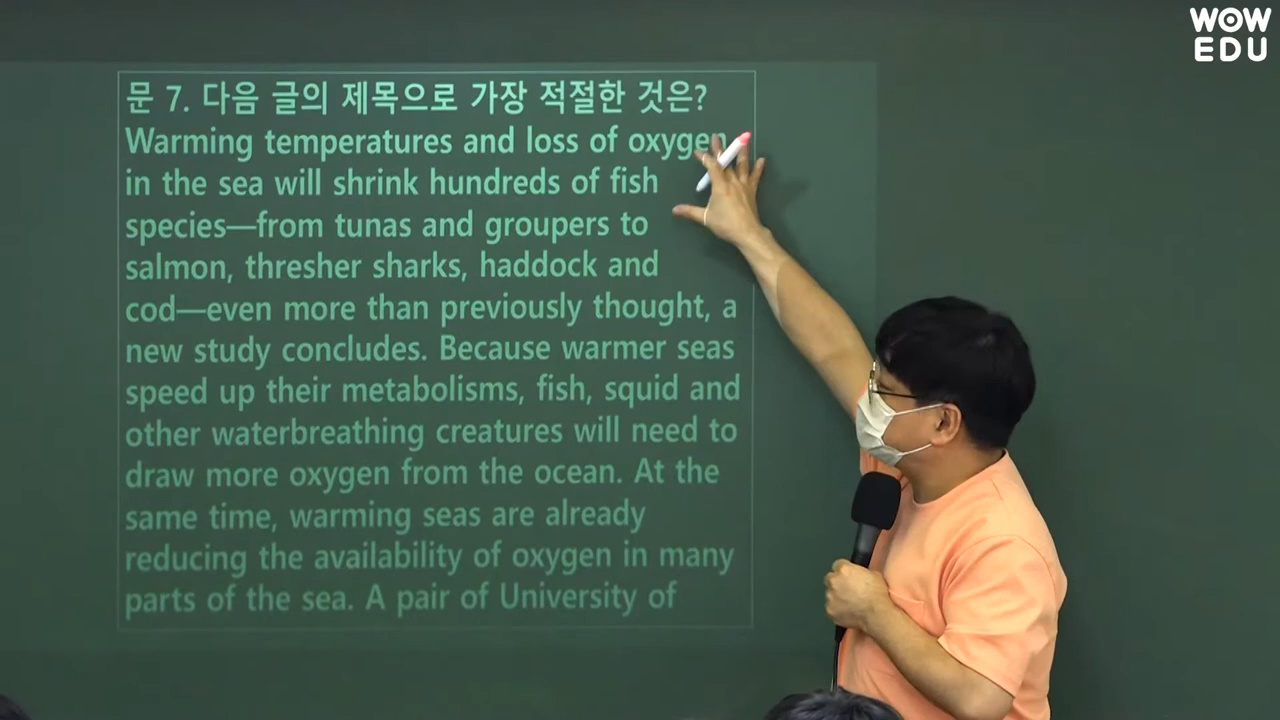 WOW
EDU
문 7. 다음 글의 제목으로 가장 적절한 것은?
Warming temperatures and loss of oxygen
in the sea will shrink hundreds of fish
species—from tunas and groupers to
salmon, thresher sharks, haddock and
cod—even more than previously thought, a
new study concludes. Because warmer seas
speed up their metabolisms, fish, squid and
other waterbreathing creatures will need to
draw more oxygen from the ocean. At the
same time, warming seas are already
reducing the availability of oxygen in many
parts of the sea. A pair of University of